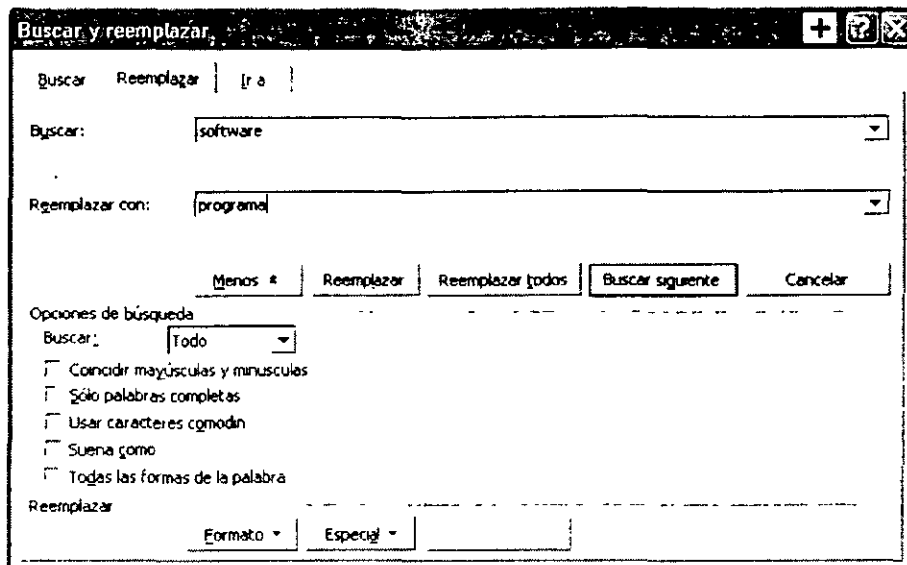 Buscar y reemplazar
Buscar Reemplazar Ir a
Buscar: software
Reemplazar con: programa
Menos Reemplazar Reemplazar todos Buscar siguiente Cancelar
Opciones de búsqueda
Buscar: Todo
Coincidir mayúsculas y minusculas
Sólo palabras completas
Usar caracteres comodin
Suena como
Todas las formas de la palabra
Reemplazar
Formato Especial